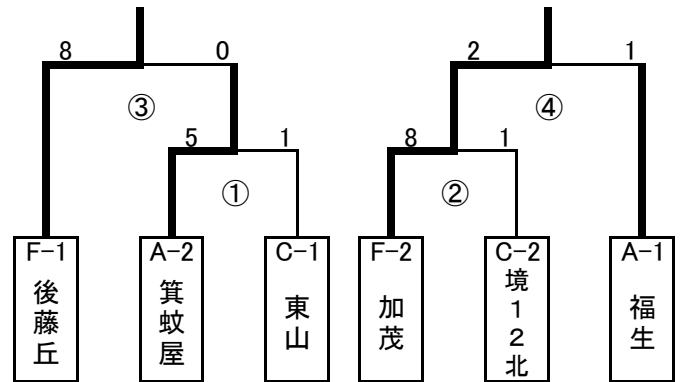 8 0 2 1
③ ④
5 1 8 1
① ②
F-1 A-2 C-1 F-2 C-2 A-1
後藤丘
箕蚊屋
東山
加茂
境12北
福生